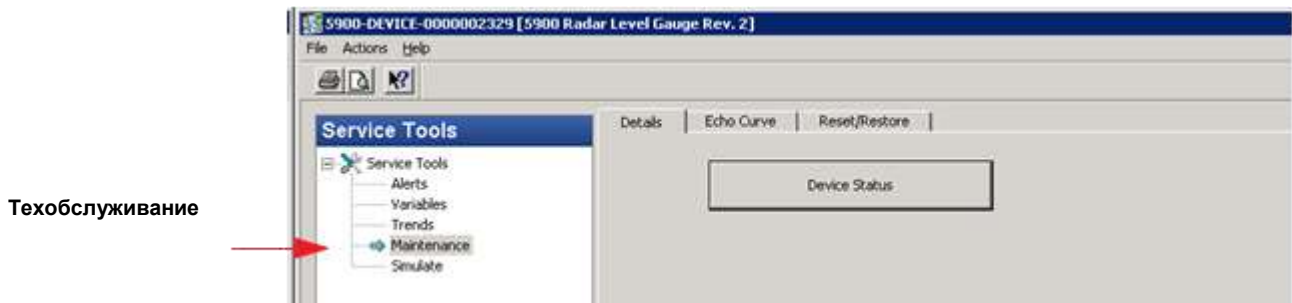 5900-DEVICE-0000002329 [5900 Radar Level Gauge Rev. 2]
File Actions Help
Service Tools
Details Echo Curve Reset/Restore
Service Tools
Alerts
Variables
Trends
Maintenance
Simulate
Device Status
Техобслуживание